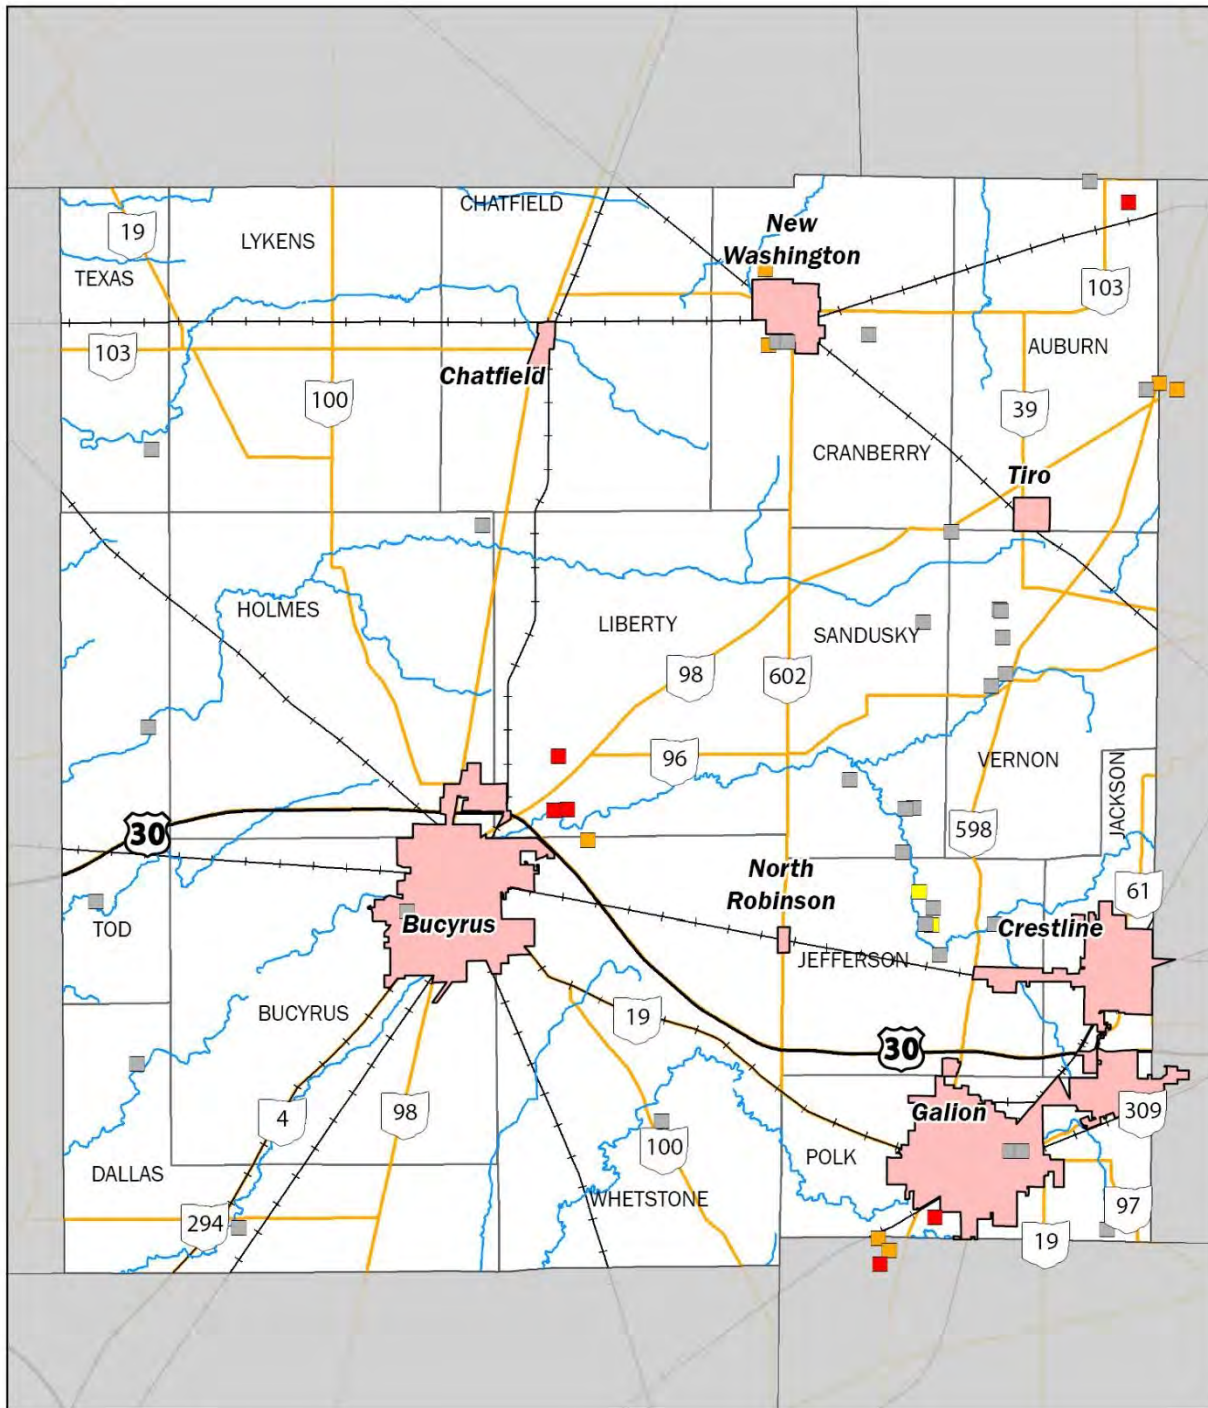 CHATFIELD
19
LYKENS
New
Washington
TEXAS
103
103
AUBURN
Chatfield
100
39
CRANBERRY
Tiro
HOLMES
LIBERTY
SANDUSKY
98
602
96
VERNON
JACKSON
30
598
North
Robinson
61
Bucyrus
Crestline
TOD
JEFFERSON
BUCYRUS
19
30
4
98
Galion
309
100
POLK
DALLAS
WHETSTONE
97
294
19